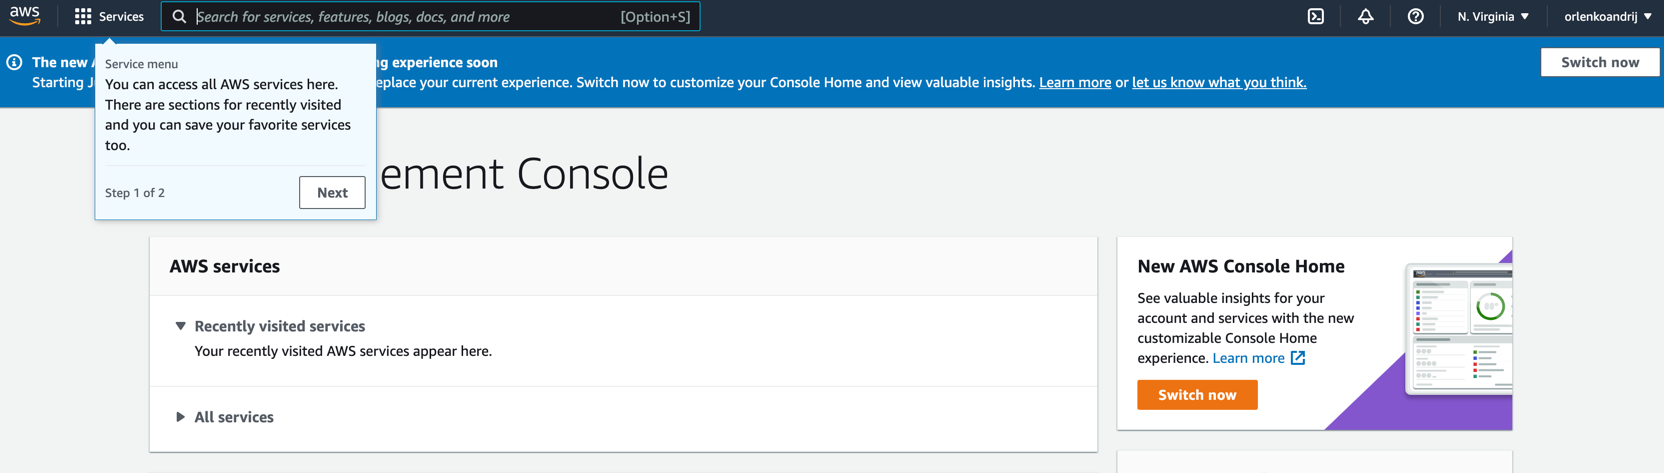 aws
Services
Search for services, features, blogs, docs, and more
[Option+S]
N. Virginia
orlenkoandrij
The new A
g experience soon
Starting J
eplace your current experience. Switch now to customize your Console Home and view valuable insights. Learn more or let us know what you think.
Switch now
Service menu
You can access all AWS services here.
There are sections for recently visited
and you can save your favorite services
too.
Step 1 of 2
Next
ement Console
AWS services
Recently visited services
Your recently visited AWS services appear here.
All services
New AWS Console Home
See valuable insights for your
account and services with the new
customizable Console Home
experience. Learn more
Switch now